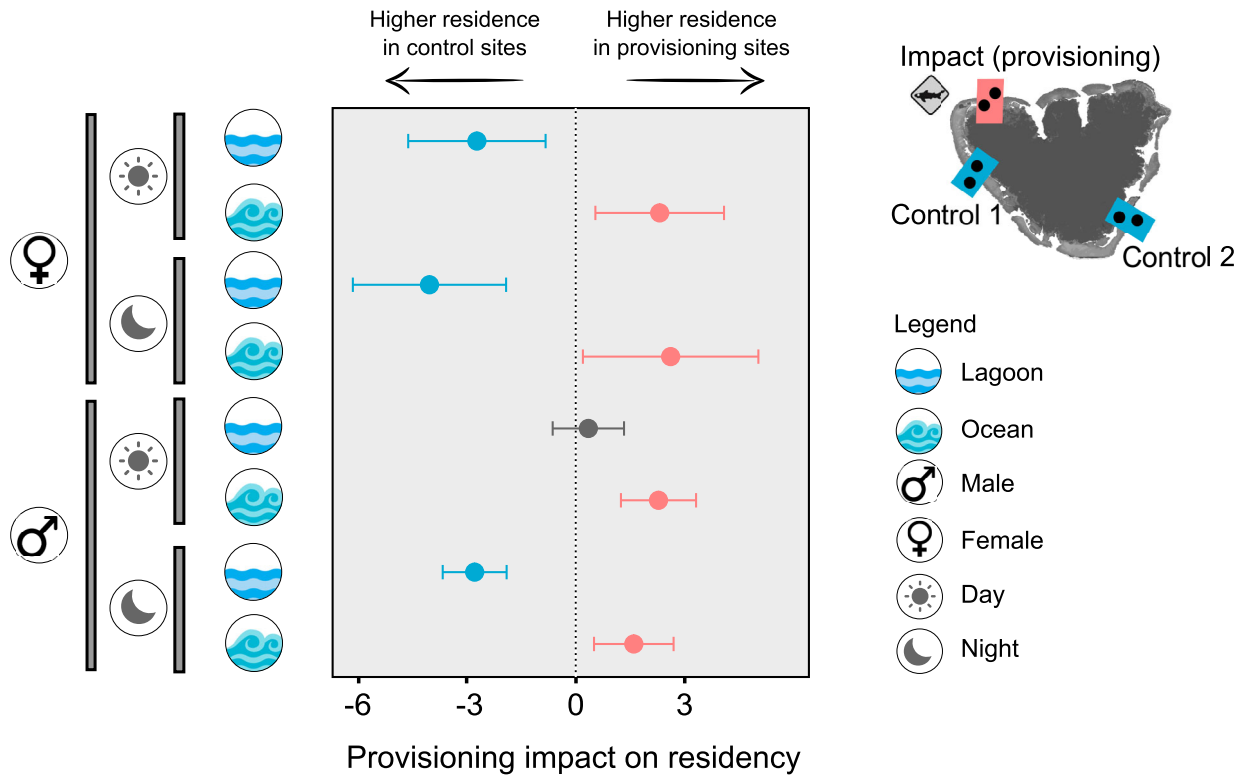 Higher residence
in control sites
Higher residence
in provisioning sites
Impact (provisioning)
Control 1
Control 2
Legend
Lagoon
Ocean
Male
Female
Day
Night
-6 -3 0 3
Provisioning impact on residency